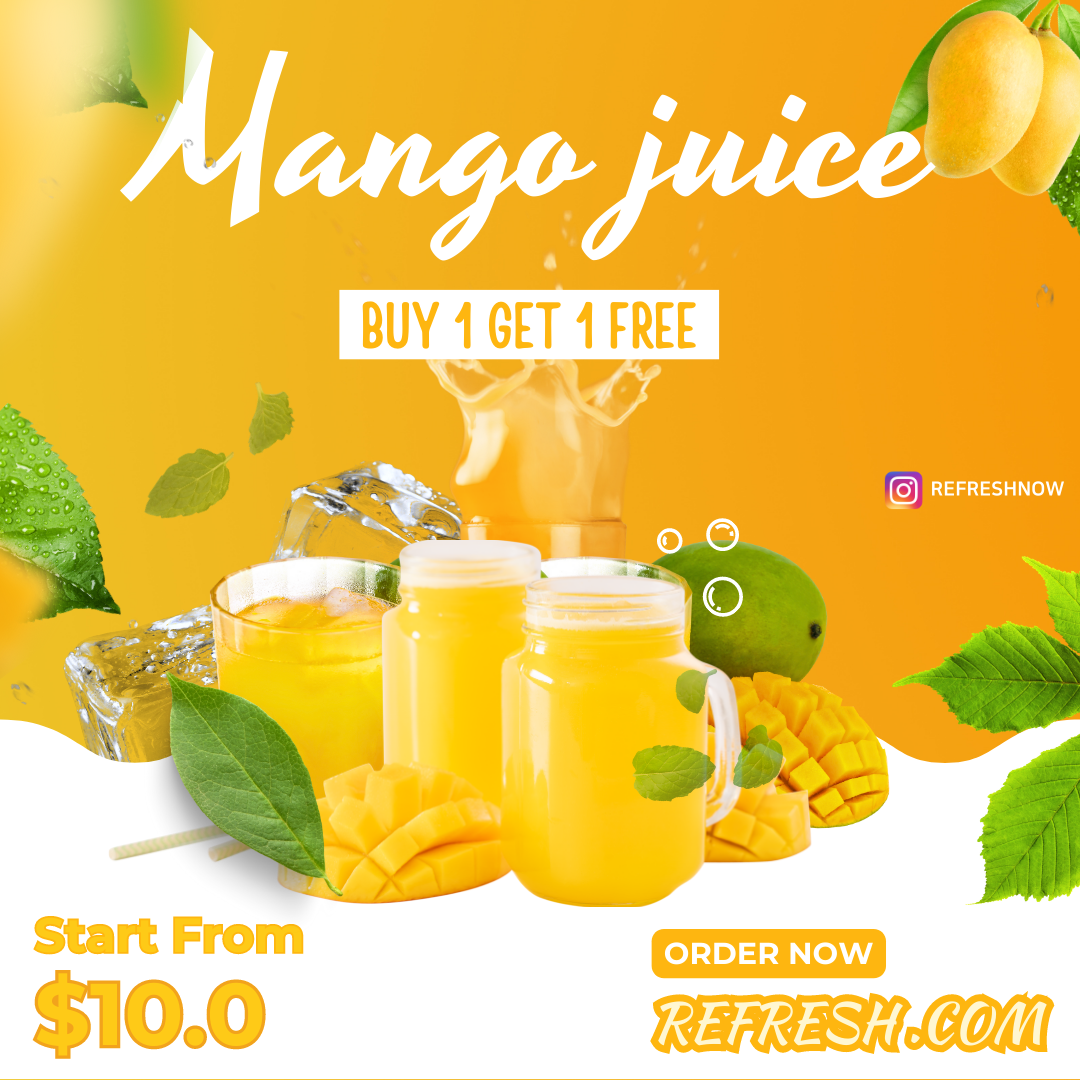 Mango juice
BUY 1 GET 1 FREE
REFRESHNOW
Start From
$10.0
ORDER NOW
REFRESH.COM